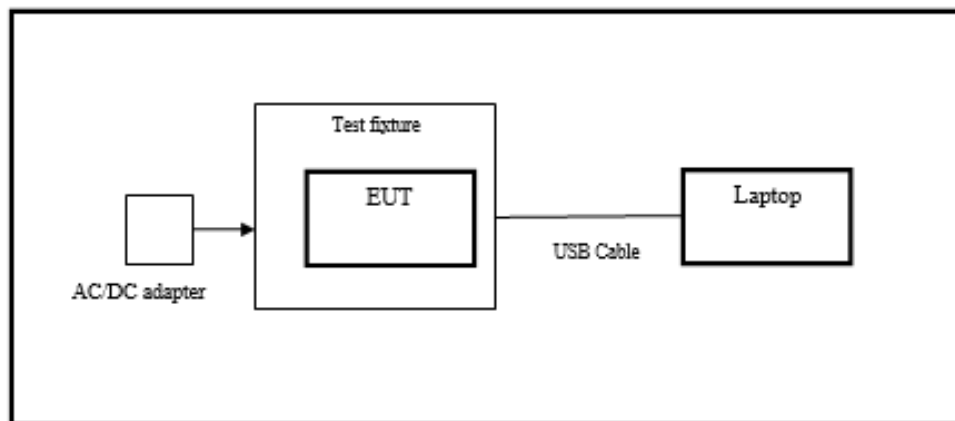 Test fixture
EUT
Laptop
USB Cable
AC/DC adapter